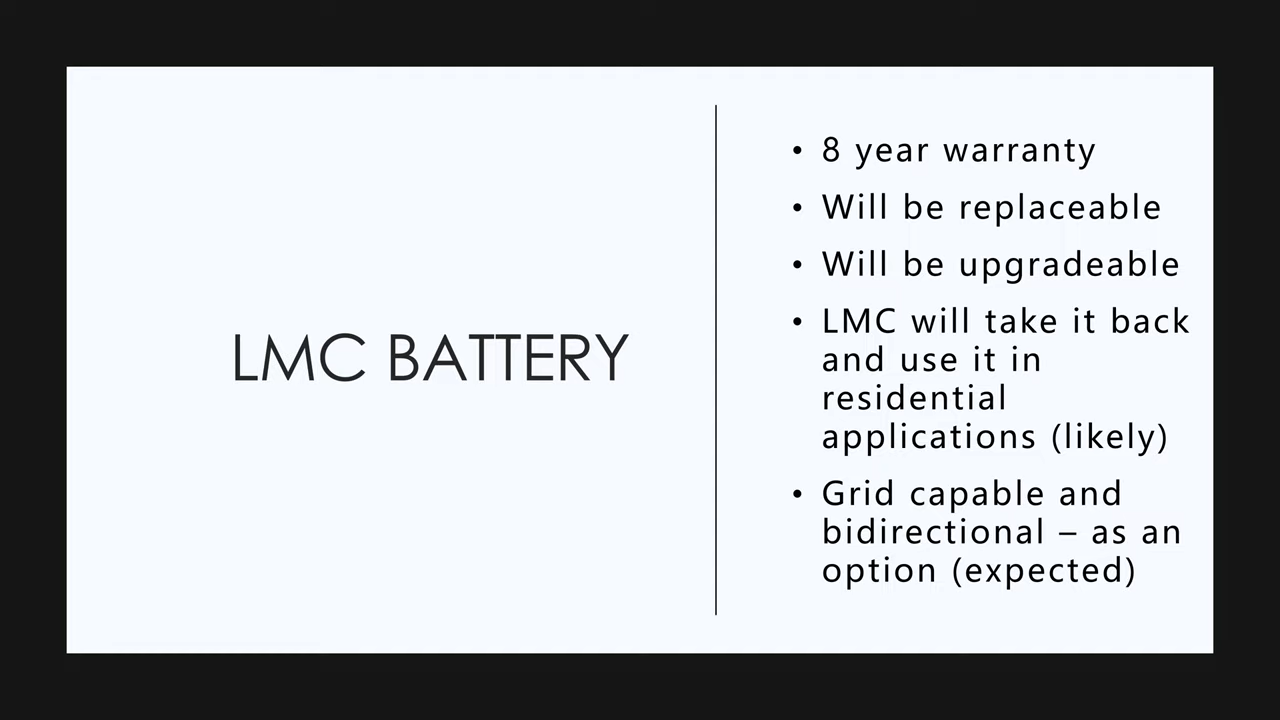 LMC BATTERY
• 8 year warranty
• Will be replaceable
• Will be upgradeable
• LMC will take it back
and use it in
residential
applications (likely)
• Grid capable and
bidirectional – as an
option (expected)